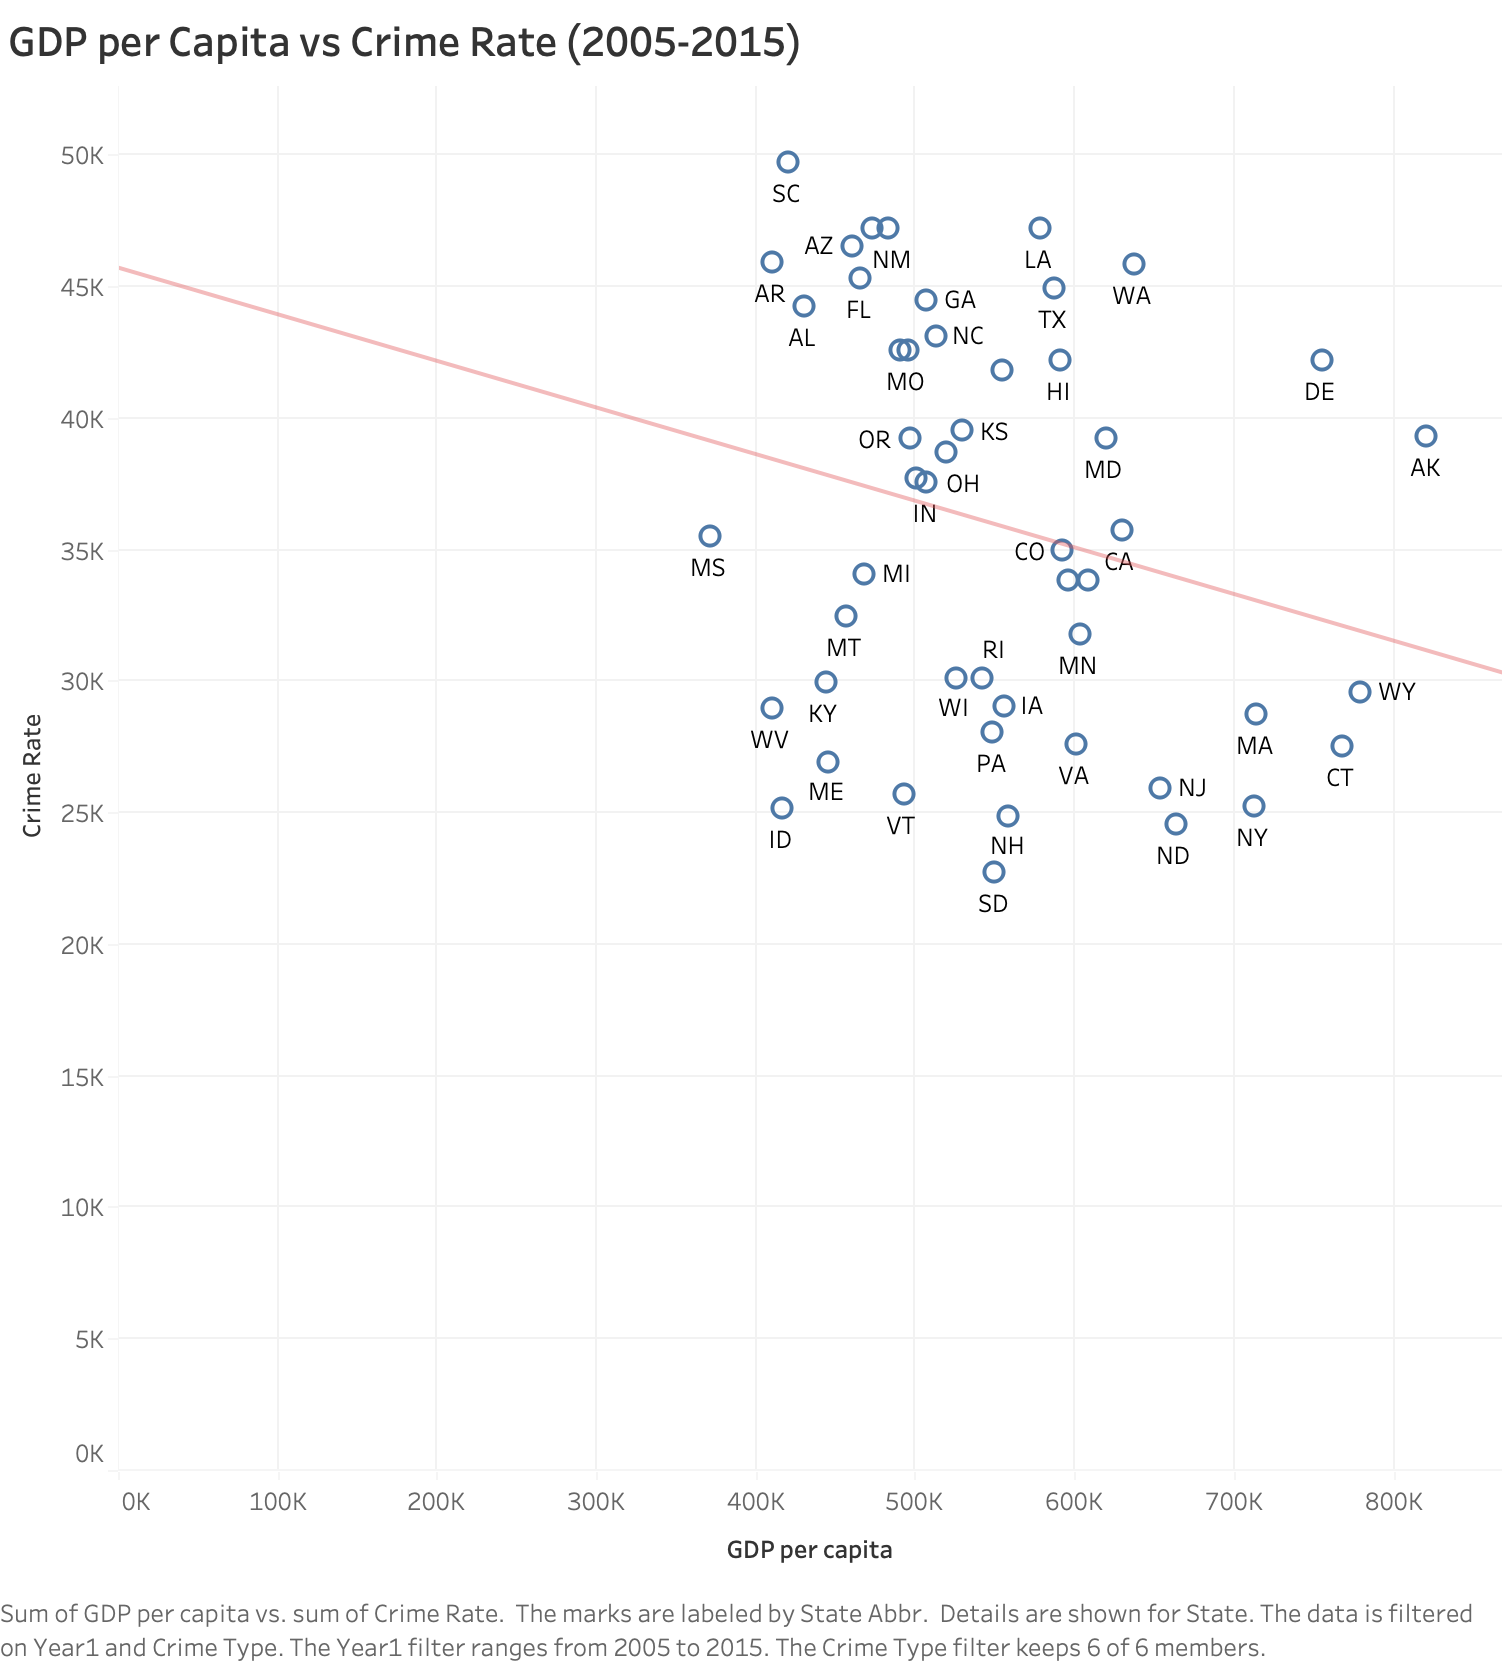 GDP per Capita vs Crime Rate (2005-2015)
50K
SC
AZ
NM
LA
45K
AR
WA
FL
GA
TX
AL
NC
MO
HI
DE
40K
OR
KS
MD
AK
OH
IN
35K
CO
CA
MS
MI
MT
RI
MN
30K
WY
KY
WI
IA
WV
MA
PA
VA
CT
ME
NJ
25K
VT
ID
NH
ND
NY
SD
20K
15K
10K
5K
0K
Crime Rate
0K 100K 200K 300K 400K 500K 600K 700K 800K
GDP per capita
Sum of GDP per capita vs. sum of Crime Rate.  The marks are labeled by State Abbr.  Details are shown for State. The data is filtered
on Year1 and Crime Type. The Year1 filter ranges from 2005 to 2015. The Crime Type filter keeps 6 of 6 members.